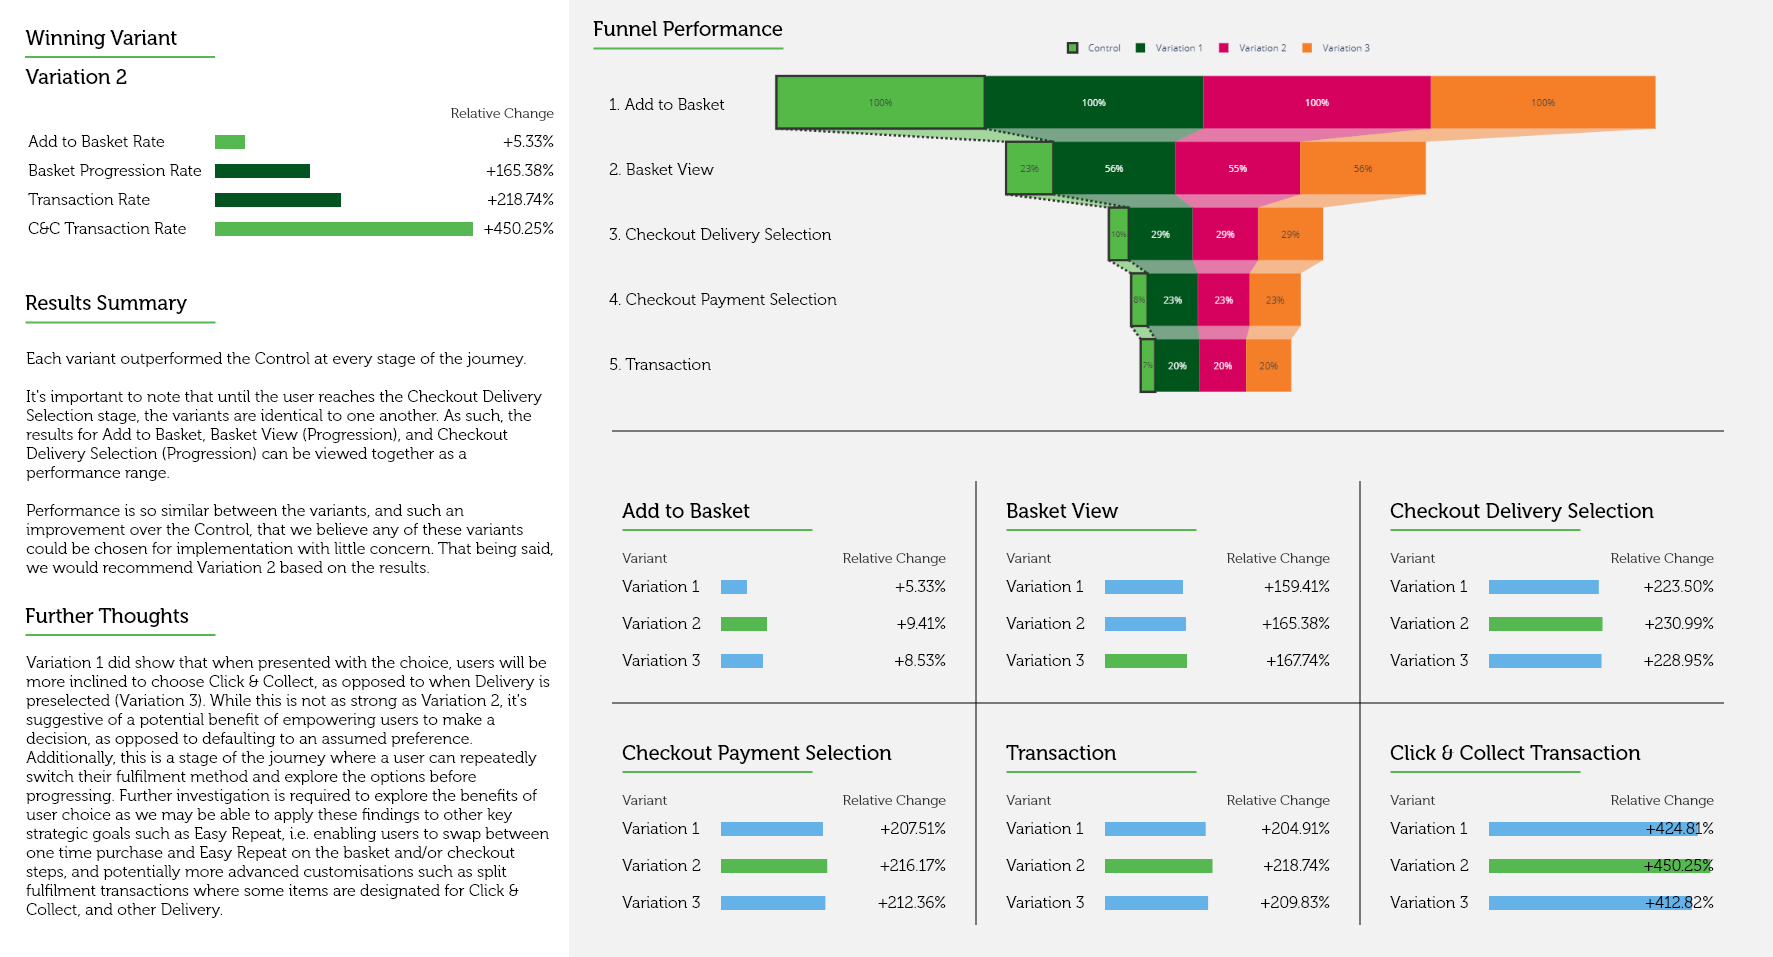 Winning Variant
Variation 2
Relative Change
Add to Basket Rate +5.33%
Basket Progression Rate +165.38%
Transaction Rate +218.74%
C&C Transaction Rate +450.25%
Results Summary
Each variant outperformed the Control at every stage of the journey.
It's important to note that until the user reaches the Checkout Delivery
Selection stage, the variants are identical to one another. As such, the
results for Add to Basket, Basket View (Progression), and Checkout
Delivery Selection (Progression) can be viewed together as a
performance range.
Performance is so similar between the variants, and such an
improvement over the Control, that we believe any of these variants
could be chosen for implementation with little concern. That being said,
we would recommend Variation 2 based on the results.
Further Thoughts
Variation 1 did show that when presented with the choice, users will be
more inclined to choose Click & Collect, as opposed to when Delivery is
preselected (Variation 3). While this is not as strong as Variation 2, it's
suggestive of a potential benefit of empowering users to make a
decision, as opposed to defaulting to an assumed preference.
Additionally, this is a stage of the journey where a user can repeatedly
switch their fulfilment method and explore the options before
progressing. Further investigation is required to explore the benefits of
user choice as we may be able to apply these findings to other key
strategic goals such as Easy Repeat, i.e. enabling users to swap between
one time purchase and Easy Repeat on the basket and/or checkout
steps, and potentially more advanced customisations such as split
fulfilment transactions where some items are designated for Click &
Collect, and other Delivery.
Funnel Performance
Control Variation 1 Variation 2 Variation 3
1. Add to Basket 100% 100% 100% 100%
2. Basket View 23% 56% 55% 56%
3. Checkout Delivery Selection 10% 29% 29% 29%
4. Checkout Payment Selection 8% 23% 23% 23%
5. Transaction 7% 20% 20% 20%
Add to Basket
Variant Relative Change
Variation 1 +5.33%
Variation 2 +9.41%
Variation 3 +8.53%
Basket View
Variant Relative Change
Variation 1 +159.41%
Variation 2 +165.38%
Variation 3 +167.74%
Checkout Delivery Selection
Variant Relative Change
Variation 1 +223.50%
Variation 2 +230.99%
Variation 3 +228.95%
Checkout Payment Selection
Variant Relative Change
Variation 1 +207.51%
Variation 2 +216.17%
Variation 3 +212.36%
Transaction
Variant Relative Change
Variation 1 +204.91%
Variation 2 +218.74%
Variation 3 +209.83%
Click & Collect Transaction
Variant Relative Change
Variation 1 +424.81%
Variation 2 +450.25%
Variation 3 +412.82%